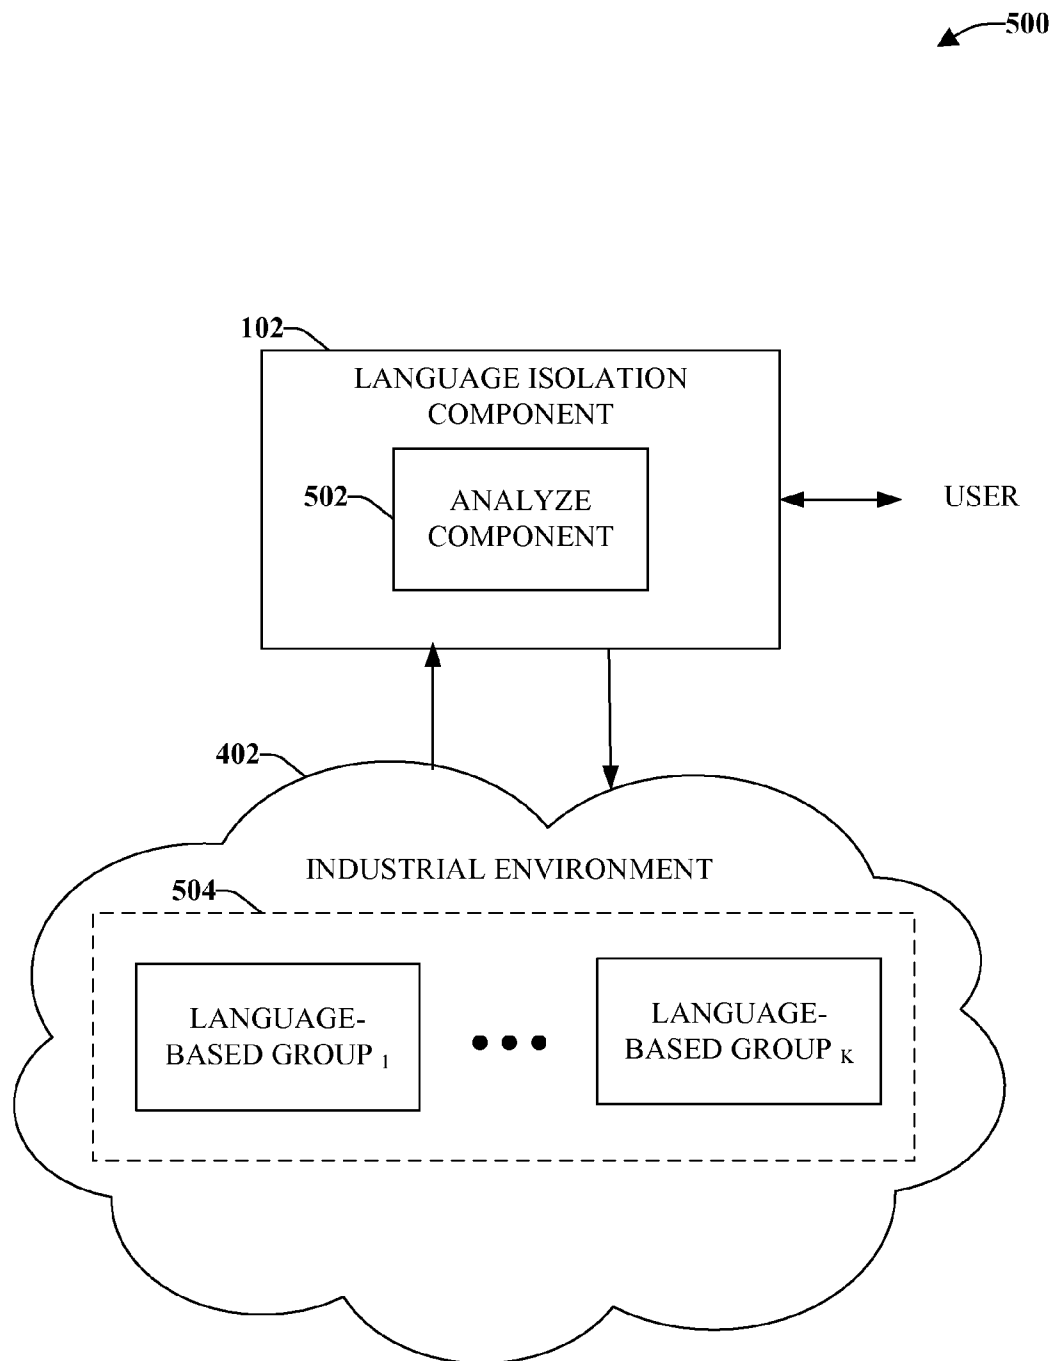 500
102
LANGUAGE ISOLATION
COMPONENT
502
ANALYZE
COMPONENT
USER
402
INDUSTRIAL ENVIRONMENT
504
LANGUAGE-
BASED GROUP 1
LANGUAGE-
BASED GROUP K